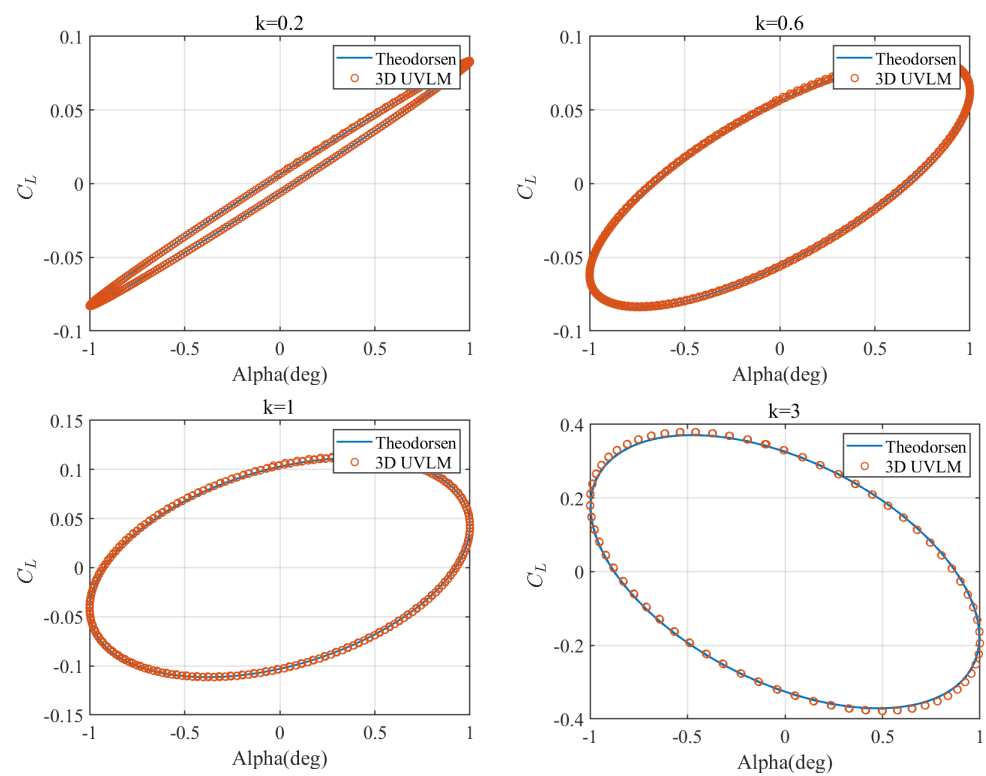 k=0.2
0.1
0.05
0
-0.05
-0.1
C_L
Theodorsen
3D UVLM
-1 -0.5 0 0.5 1
Alpha(deg)
k=0.6
0.1
0.05
0
-0.05
-0.1
C_L
Theodorsen
3D UVLM
-1 -0.5 0 0.5 1
Alpha(deg)
k=1
0.15
0.1
0.05
0
-0.05
-0.1
-0.15
C_L
Theodorsen
3D UVLM
-1 -0.5 0 0.5 1
Alpha(deg)
k=3
0.4
0.2
0
-0.2
-0.4
C_L
Theodorsen
3D UVLM
-1 -0.5 0 0.5 1
Alpha(deg)